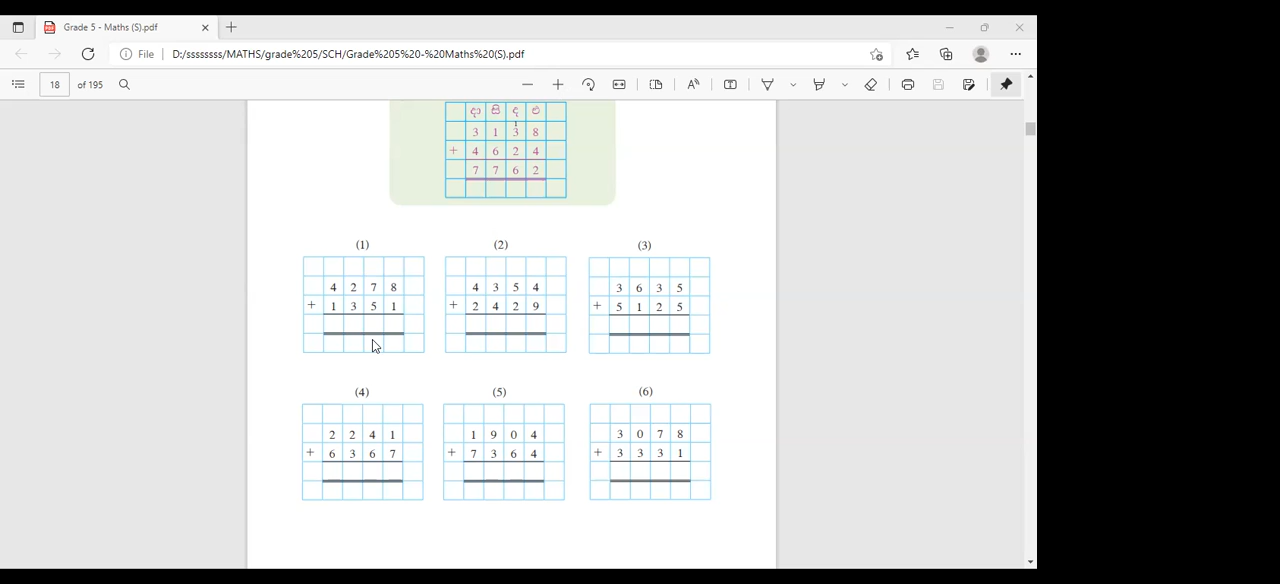 Grade 5 - Maths (S).pdf
File D:/ssssssss/MATHS/grade%205/SCH/Grade%205%20-%20Maths%20(S).pdf
18 of 195
දා සි ද එ
1
3 1 3 8
+ 4 6 2 4
7 7 6 2
(1) (2) (3)
4 2 7 8 4 3 5 4 3 6 3 5
+ 1 3 5 1 + 2 4 2 9 + 5 1 2 5
(4) (5) (6)
2 2 4 1 1 9 0 4 3 0 7 8
+ 6 3 6 7 + 7 3 6 4 + 3 3 3 1